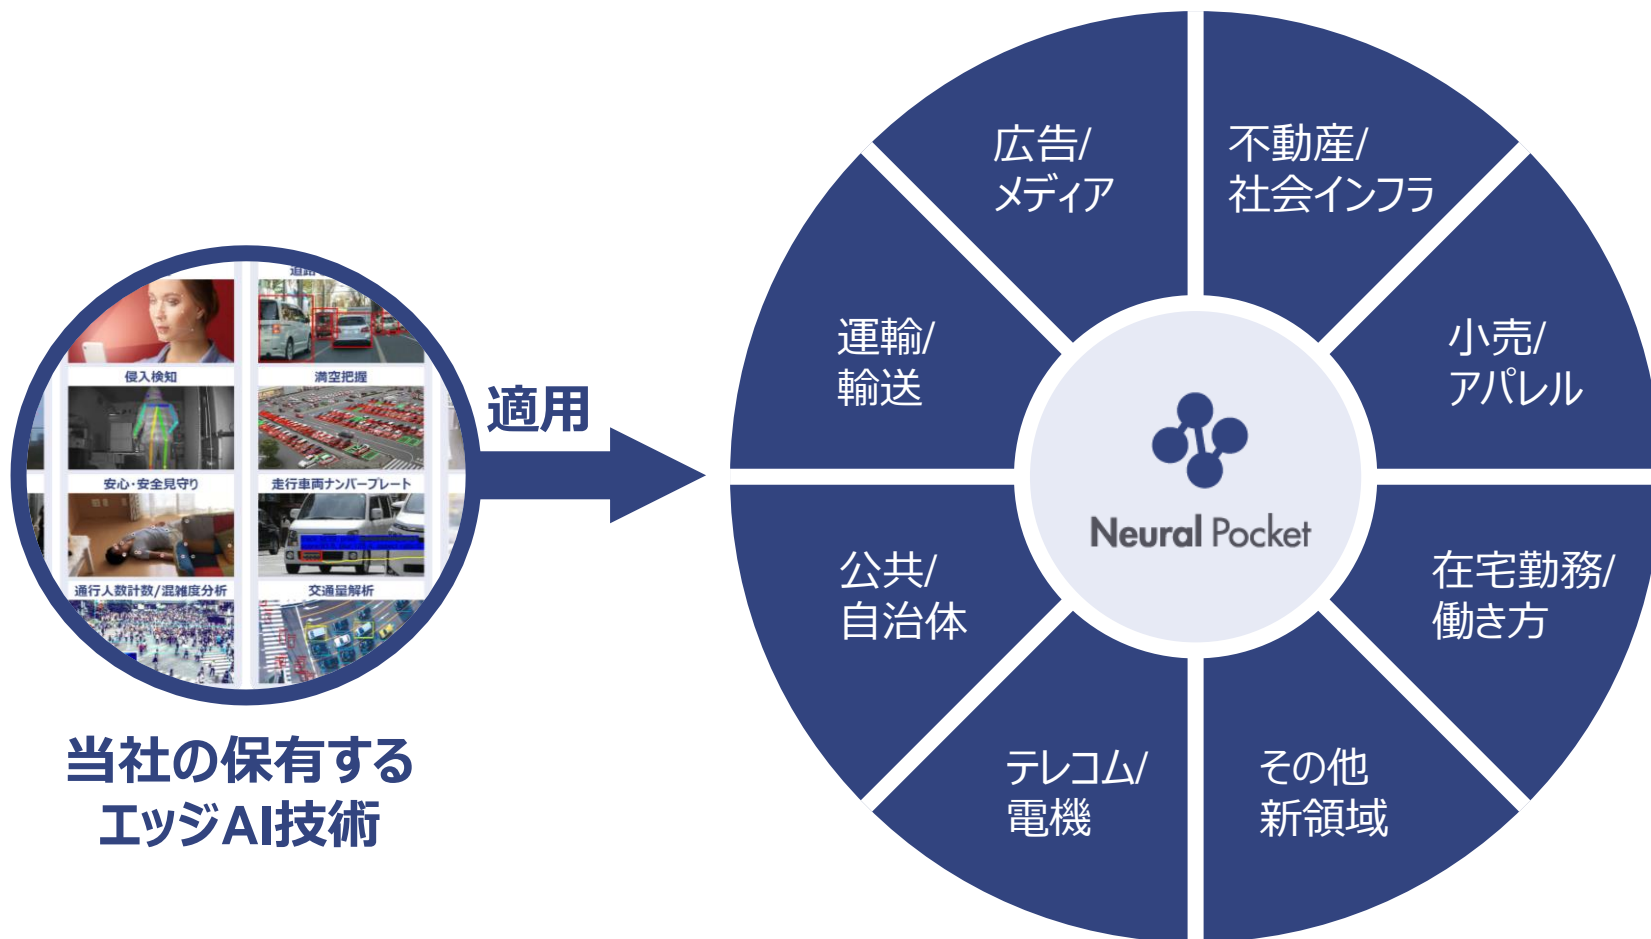 侵入検知
満空把握
安心・安全見守り
走行車両ナンバープレート
通行人数計数/混雑度分析
交通量解析
当社の保有する
エッジAI技術
適用
広告/
メディア
不動産/
社会インフラ
運輸/
輸送
小売/
アパレル
Neural Pocket
公共/
自治体
在宅勤務/
働き方
テレコム/
電機
その他
新領域